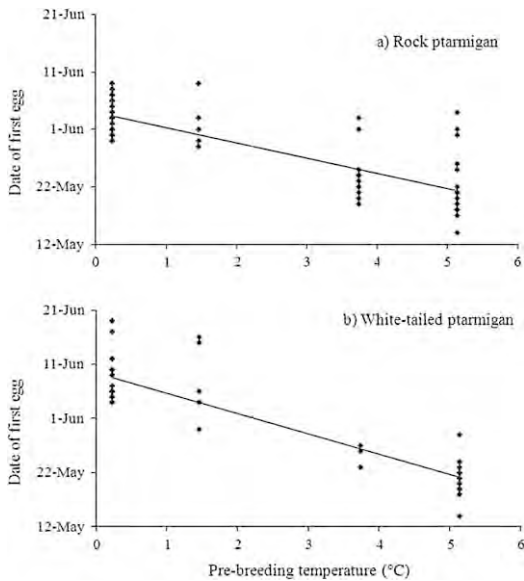 21-Jun
a) Rock ptarmigan
11-Jun
1-Jun
22-May
12-May
Date of first egg
0 1 2 3 4 5 6
21-Jun
b) White-tailed ptarmigan
11-Jun
1-Jun
22-May
12-May
Date of first egg
0 1 2 3 4 5 6
Pre-breeding temperature (°C)